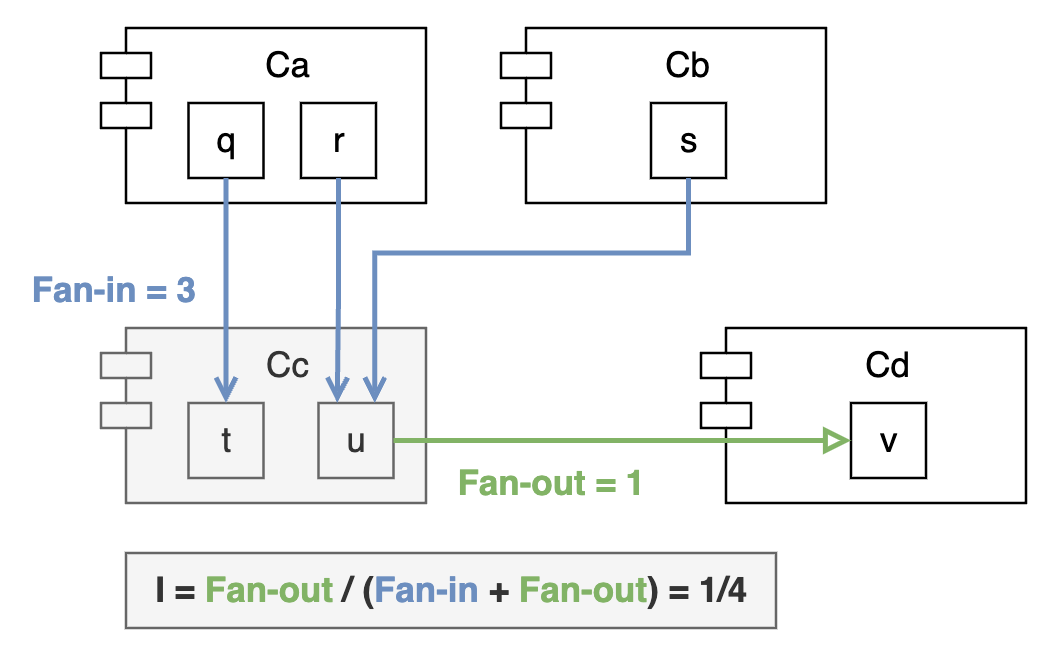 Ca
Cb
q
r
s
Fan-in = 3
Cc
Cd
t
u
v
Fan-out = 1
I = Fan-out / (Fan-in + Fan-out) = 1/4